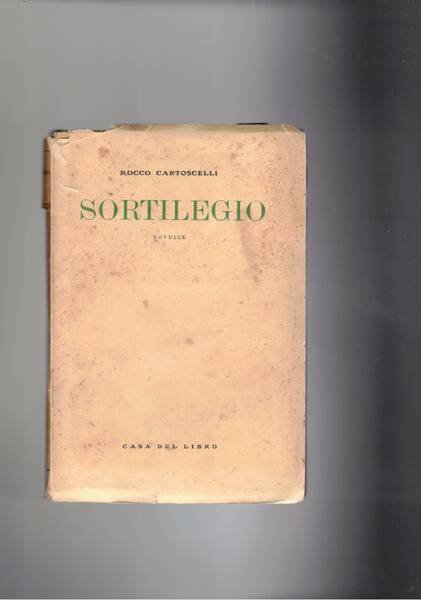 ROCCO CARTOSCELLI
SORTILEGIO
NOVELLE
CASA DEL LIBRO